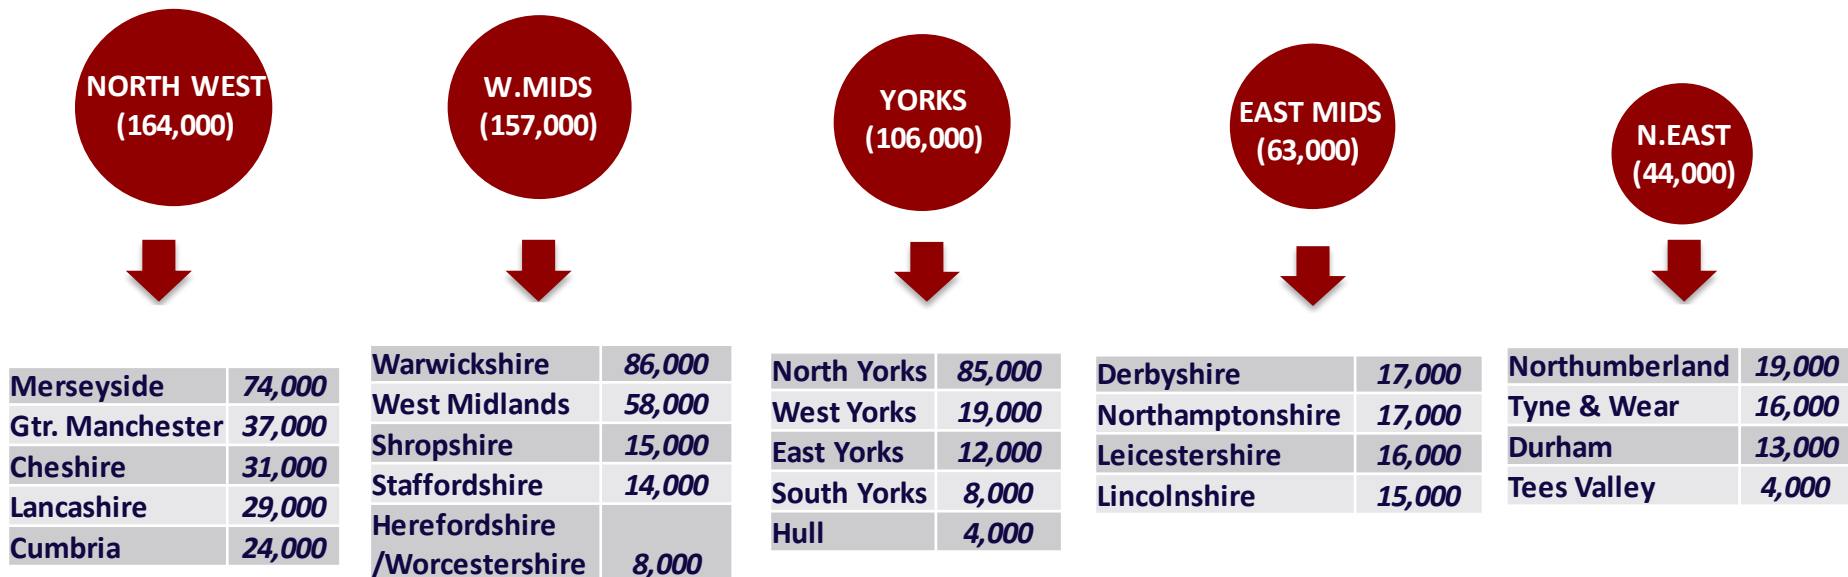 NORTH WEST
(164,000)
W.MIDS
(157,000)
YORKS
(106,000)
EAST MIDS
(63,000)
N.EAST
(44,000)
Merseyside 74,000
Gtr. Manchester 37,000
Cheshire 31,000
Lancashire 29,000
Cumbria 24,000
Warwickshire 86,000
West Midlands 58,000
Shropshire 15,000
Staffordshire 14,000
Herefordshire
/Worcestershire 8,000
North Yorks 85,000
West Yorks 19,000
East Yorks 12,000
South Yorks 8,000
Hull 4,000
Derbyshire 17,000
Northamptonshire 17,000
Leicestershire 16,000
Lincolnshire 15,000
Northumberland 19,000
Tyne & Wear 16,000
Durham 13,000
Tees Valley 4,000